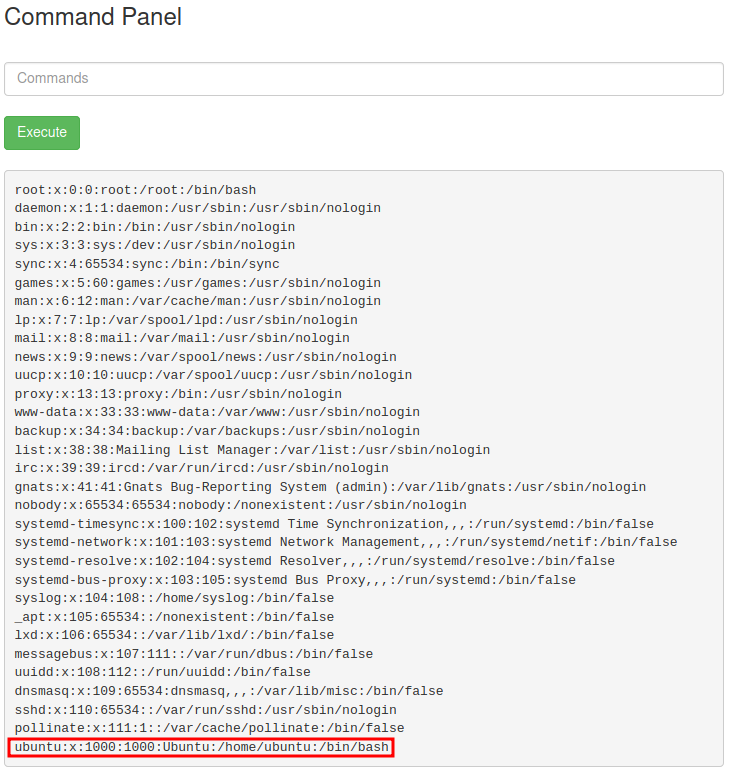 Command Panel
Commands
Execute
root:x:0:0:root:/root:/bin/bash
daemon:x:1:1:daemon:/usr/sbin:/usr/sbin/nologin
bin:x:2:2:bin:/bin:/usr/sbin/nologin
sys:x:3:3:sys:/dev:/usr/sbin/nologin
sync:x:4:65534:sync:/bin:/bin/sync
games:x:5:60:games:/usr/games:/usr/sbin/nologin
man:x:6:12:man:/var/cache/man:/usr/sbin/nologin
lp:x:7:7:lp:/var/spool/lpd:/usr/sbin/nologin
mail:x:8:8:mail:/var/mail:/usr/sbin/nologin
news:x:9:9:news:/var/spool/news:/usr/sbin/nologin
uucp:x:10:10:uucp:/var/spool/uucp:/usr/sbin/nologin
proxy:x:13:13:proxy:/bin:/usr/sbin/nologin
www-data:x:33:33:www-data:/var/www:/usr/sbin/nologin
backup:x:34:34:backup:/var/backups:/usr/sbin/nologin
list:x:38:38:Mailing List Manager:/var/list:/usr/sbin/nologin
irc:x:39:39:ircd:/var/run/ircd:/usr/sbin/nologin
gnats:x:41:41:Gnats Bug-Reporting System (admin):/var/lib/gnats:/usr/sbin/nologin
nobody:x:65534:65534:nobody:/nonexistent:/usr/sbin/nologin
systemd-timesync:x:100:102:systemd Time Synchronization,,,:/run/systemd:/bin/false
systemd-network:x:101:103:systemd Network Management,,,:/run/systemd/netif:/bin/false
systemd-resolve:x:102:104:systemd Resolver,,,:/run/systemd/resolve:/bin/false
systemd-bus-proxy:x:103:105:systemd Bus Proxy,,,:/run/systemd:/bin/false
syslog:x:104:108::/home/syslog:/bin/false
_apt:x:105:65534::/nonexistent:/bin/false
lxd:x:106:65534::/var/lib/lxd/:/bin/false
messagebus:x:107:111::/var/run/dbus:/bin/false
uuidd:x:108:112::/run/uuidd:/bin/false
dnsmasq:x:109:65534:dnsmasq,,,:/var/lib/misc:/bin/false
sshd:x:110:65534::/var/run/sshd:/usr/sbin/nologin
pollinate:x:111:1::/var/cache/pollinate:/bin/false
ubuntu:x:1000:1000:Ubuntu:/home/ubuntu:/bin/bash